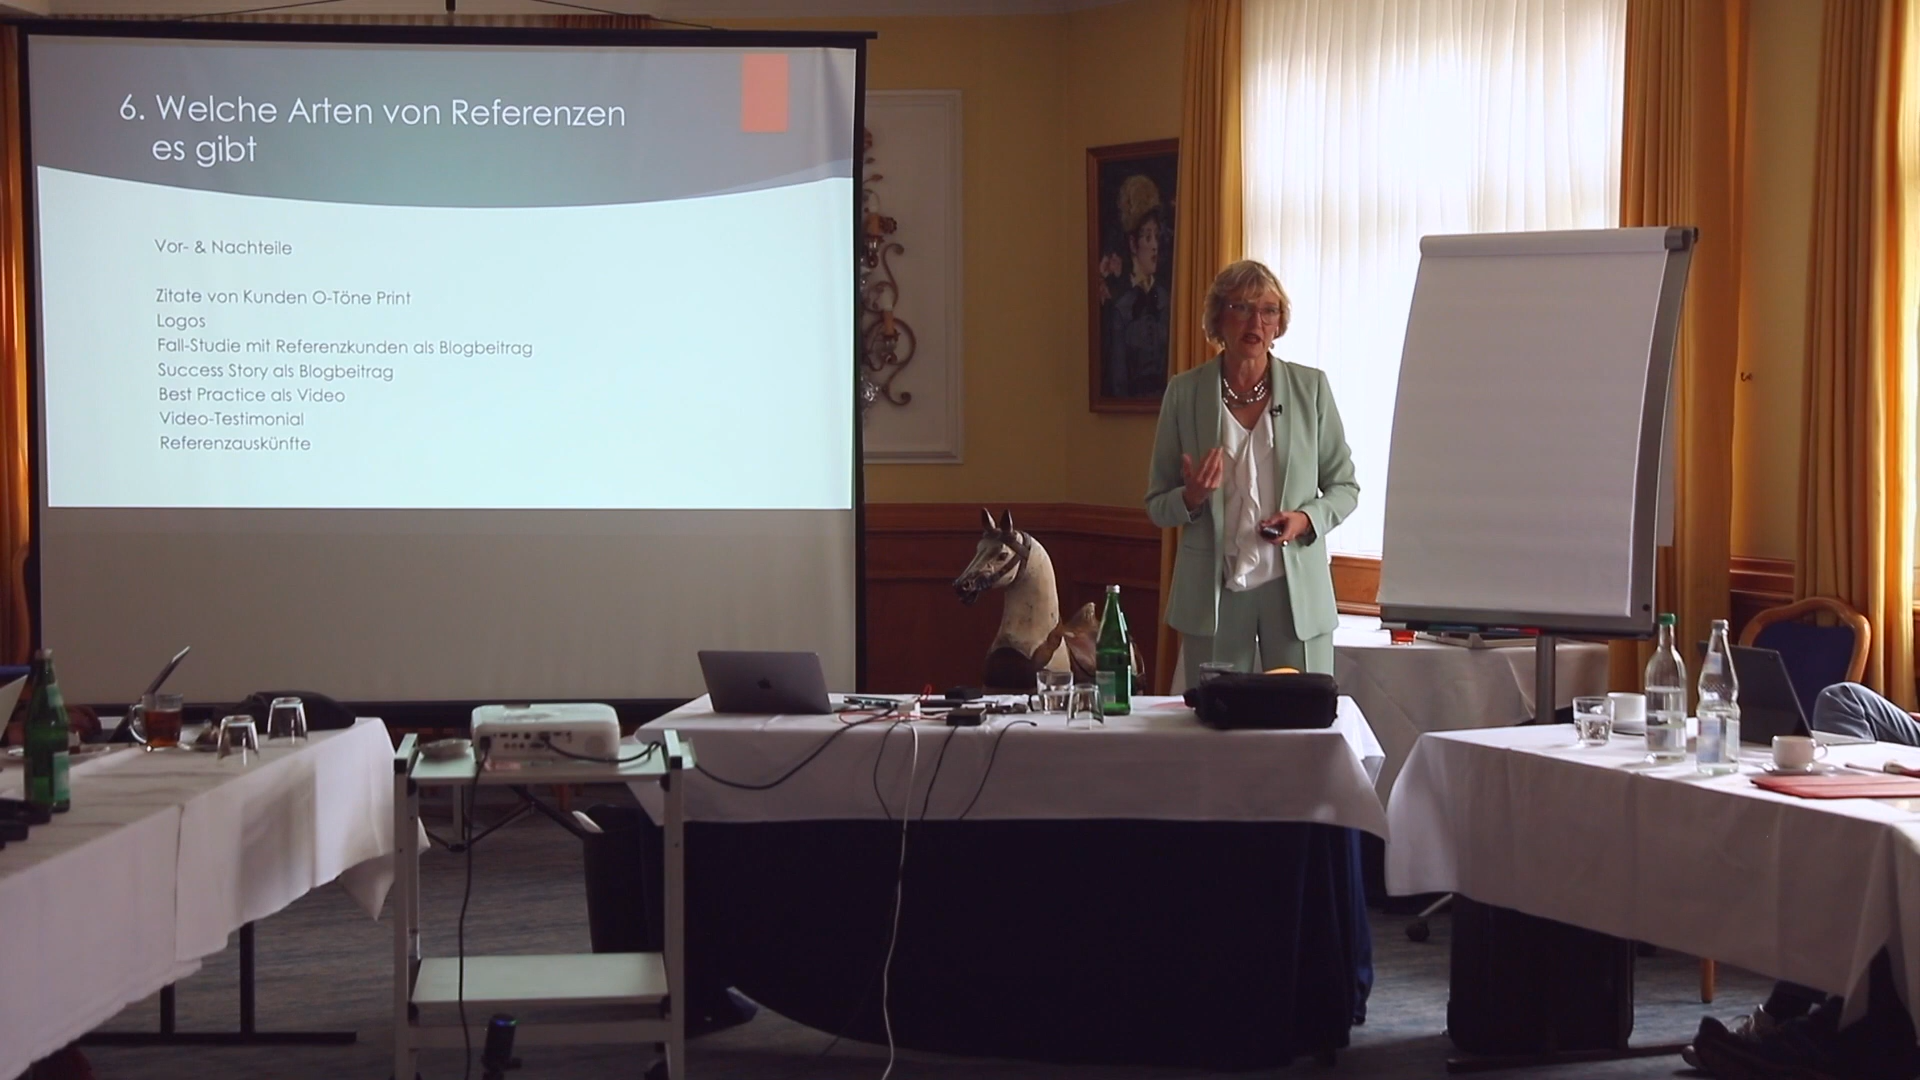 6. Welche Arten von Referenzen
es gibt
Vor- & Nachteile
Zitate von Kunden O-Töne Print
Logos
Fall-Studie mit Referenzkunden als Blogbeitrag
Success Story als Blogbeitrag
Best Practice als Video
Video-Testimonial
Referenzauskünfte